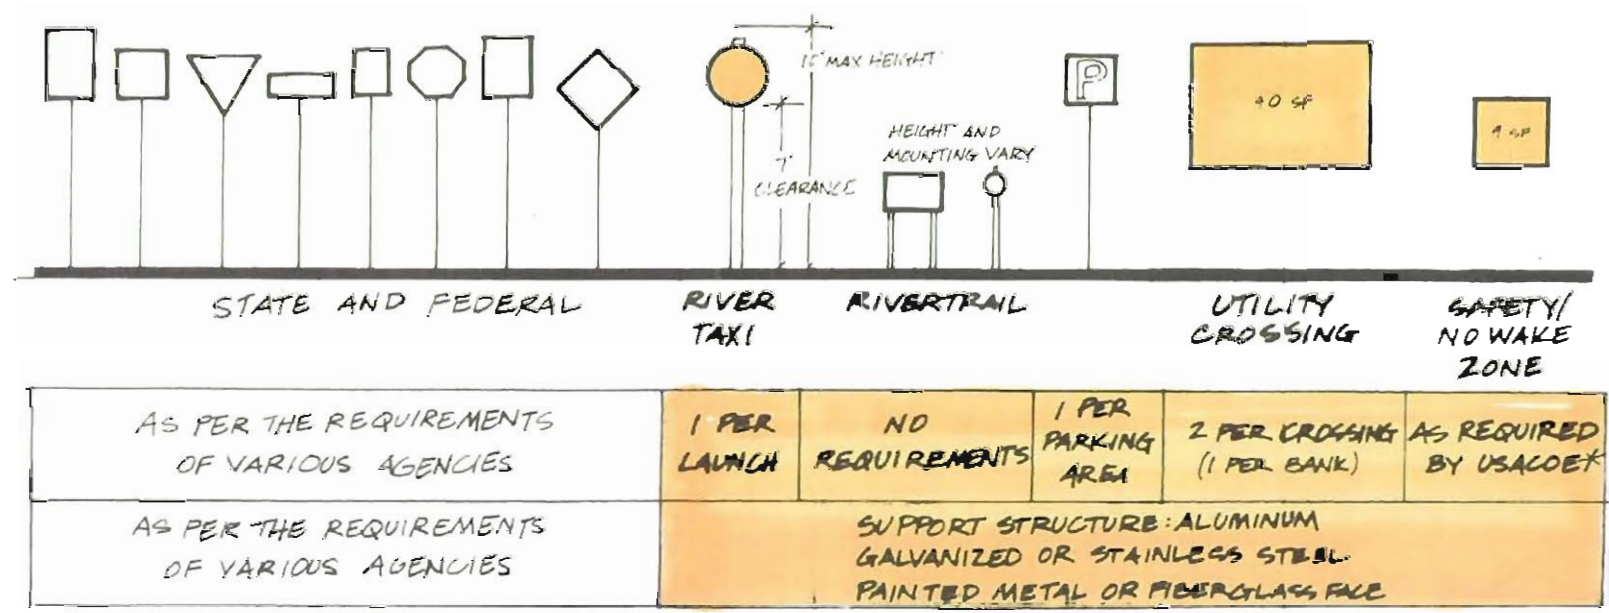 10' MAX HEIGHT
7'
CLEARANCE
HEIGHT AND
MOUNTING VARY
P
40 SF
9 SF
STATE AND FEDERAL
RIVER
TAXI
RIVERTRAIL
UTILITY
CROSSING
SAFETY/
NO WAKE
ZONE
AS PER THE REQUIREMENTS
OF VARIOUS AGENCIES
1 PER
LAUNCH
NO
REQUIREMENTS
1 PER
PARKING
AREA
2 PER CROSSING
(1 PER BANK)
AS REQUIRED
BY USACOE*
AS PER THE REQUIREMENTS
OF VARIOUS AGENCIES
SUPPORT STRUCTURE: ALUMINUM
GALVANIZED OR STAINLESS STEEL
PAINTED METAL OR FIBERGLASS FACE